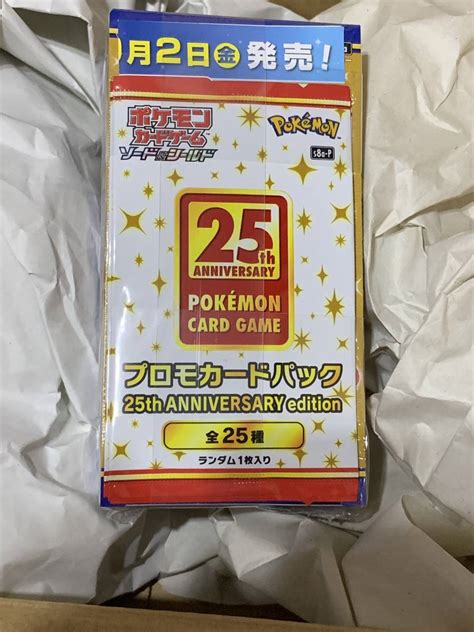 月2日金発売！
ポケモン
カードゲーム
ソード&シールド
Pokémon
s8a-P
25th
ANNIVERSARY
POKÉMON
CARD GAME
プロモカードパック
25th ANNIVERSARY edition
全25種
ランダム1枚入り